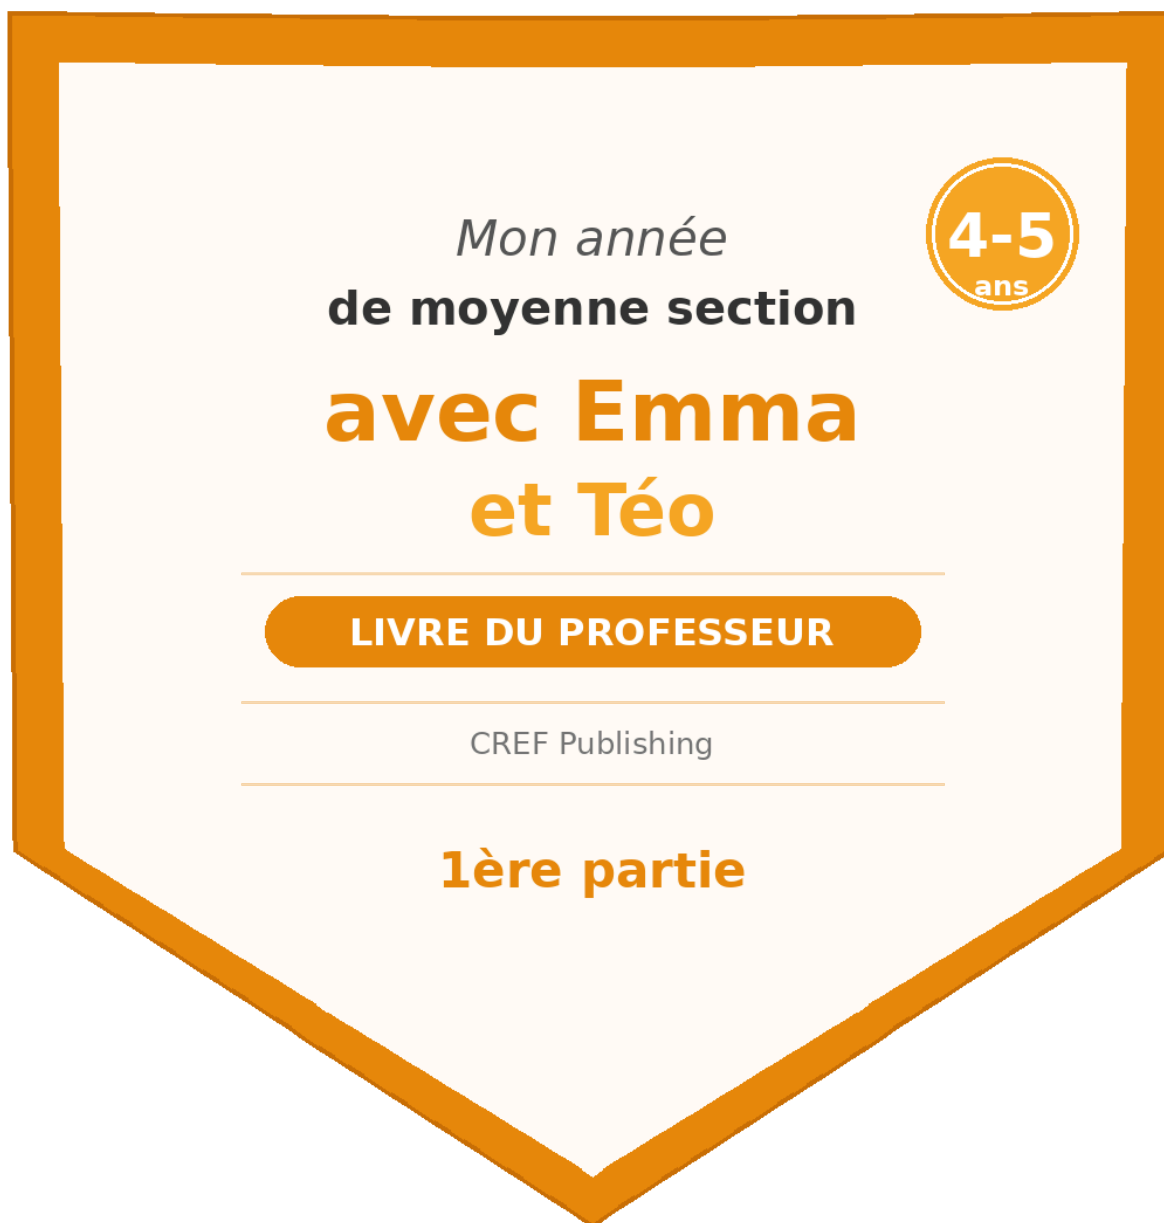 Mon année
de moyenne section
4-5
ans
avec Emma
et Téo
LIVRE DU PROFESSEUR
CREF Publishing
1ère partie